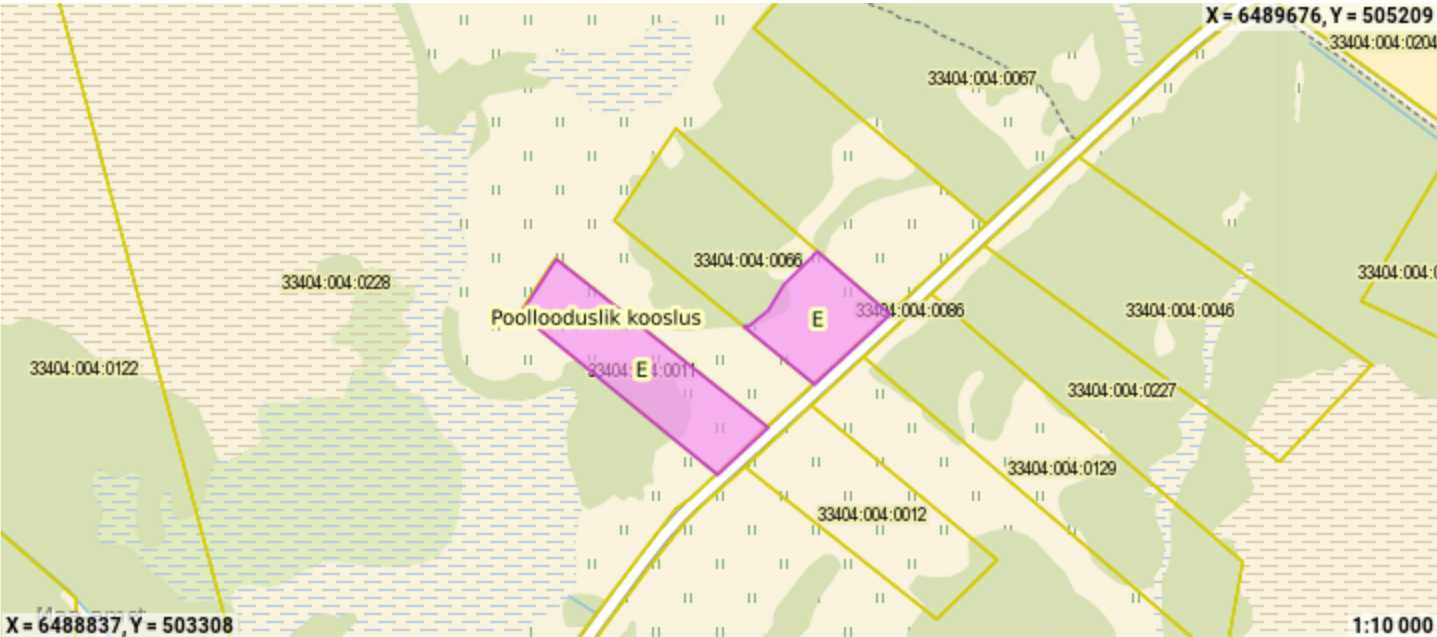 X = 6489676, Y = 505209
33404:004:0204
33404:004:0067
33404:004:0066
33404:004:0228
33404:004:0086
33404:004:0046
Poollooduslik kooslus
E
33404:004:0122
E
33404:004:0227
33404:004:0129
33404:004:0012
X = 6488837, Y = 503308
1:10 000